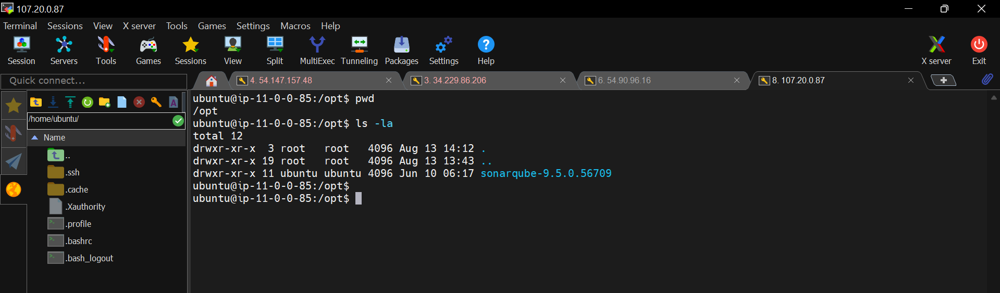 107.20.0.87
Terminal Sessions View X server Tools Games Settings Macros Help
Session Servers Tools Games Sessions View Split MultiExec Tunneling Packages Settings Help X server Exit
Quick connect...
4. 54.147.157.48
3. 34.229.86.206
6. 54.90.96.16
8. 107.20.0.87
/home/ubuntu/
Name
..
.ssh
.cache
.Xauthority
.profile
.bashrc
.bash_logout
ubuntu@ip-11-0-0-85:/opt$ pwd
/opt
ubuntu@ip-11-0-0-85:/opt$ ls -la
total 12
drwxr-xr-x  3 root   root   4096 Aug 13 14:12 .
drwxr-xr-x 19 root   root   4096 Aug 13 13:43 ..
drwxr-xr-x 11 ubuntu ubuntu 4096 Jun 10 06:17 sonarqube-9.5.0.56709
ubuntu@ip-11-0-0-85:/opt$
ubuntu@ip-11-0-0-85:/opt$